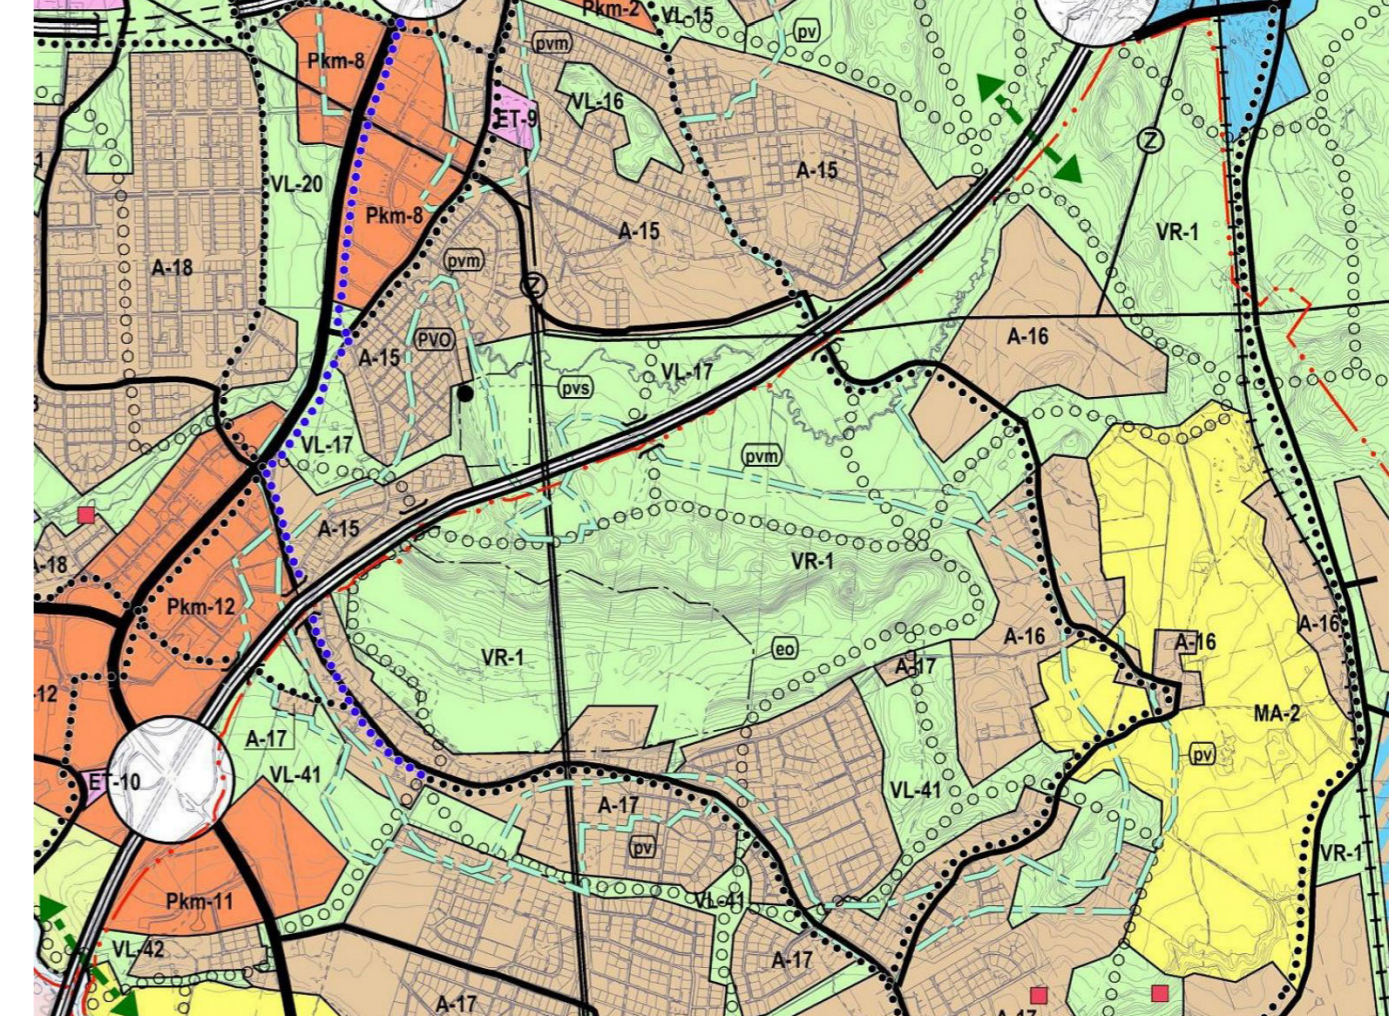 Pkm-2
VL-15
pv
pvm
Pkm-8
VL-16
ET-9
Z
A-15
VL-20
Pkm-8
A-15
VR-1
pvm
A-18
Z
PVO
A-15
A-16
VL-17
pvs
VL-17
pvm
A-15
VR-1
-18
Pkm-12
A-16
A-16
A-16
eo
VR-1
A-17
12
MA-2
A-17
pv
VL-41
ET-10
VL-41
A-17
pv
VR-1
Pkm-11
VL-41
VL-42
A-17
A-17
A-17